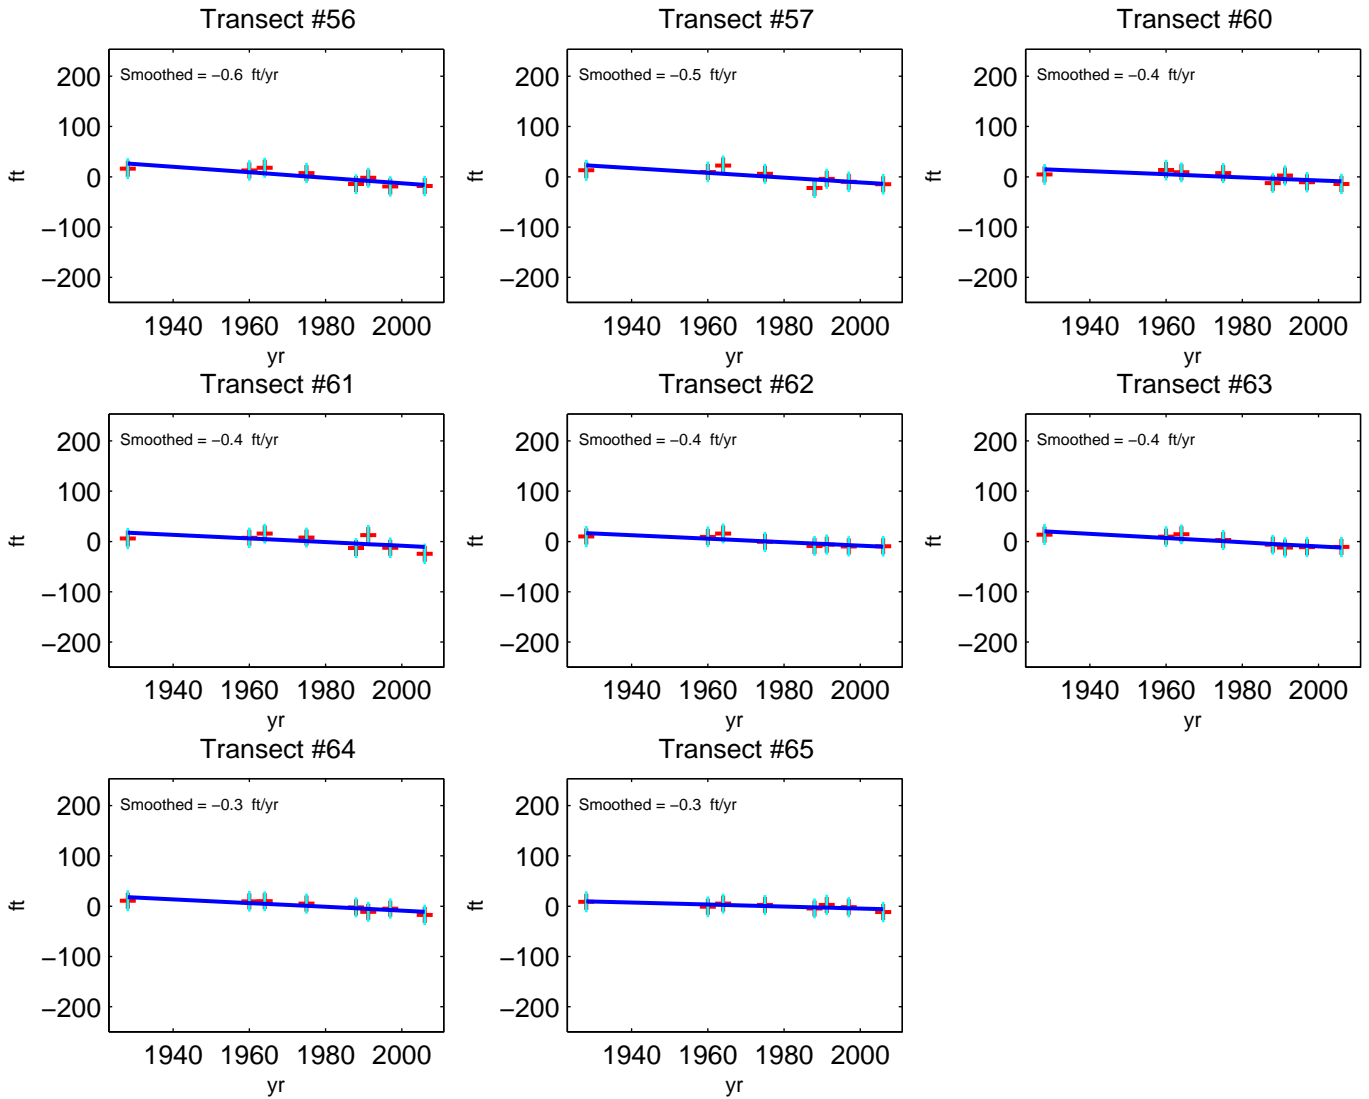 Transect #56
Smoothed = −0.6 ft/yr
200
100
0
−100
−200
ft
1940 1960 1980 2000
yr
Transect #57
Smoothed = −0.5 ft/yr
200
100
0
−100
−200
ft
1940 1960 1980 2000
yr
Transect #60
Smoothed = −0.4 ft/yr
200
100
0
−100
−200
ft
1940 1960 1980 2000
yr
Transect #61
Smoothed = −0.4 ft/yr
200
100
0
−100
−200
ft
1940 1960 1980 2000
yr
Transect #62
Smoothed = −0.4 ft/yr
200
100
0
−100
−200
ft
1940 1960 1980 2000
yr
Transect #63
Smoothed = −0.4 ft/yr
200
100
0
−100
−200
ft
1940 1960 1980 2000
yr
Transect #64
Smoothed = −0.3 ft/yr
200
100
0
−100
−200
ft
1940 1960 1980 2000
yr
Transect #65
Smoothed = −0.3 ft/yr
200
100
0
−100
−200
ft
1940 1960 1980 2000
yr